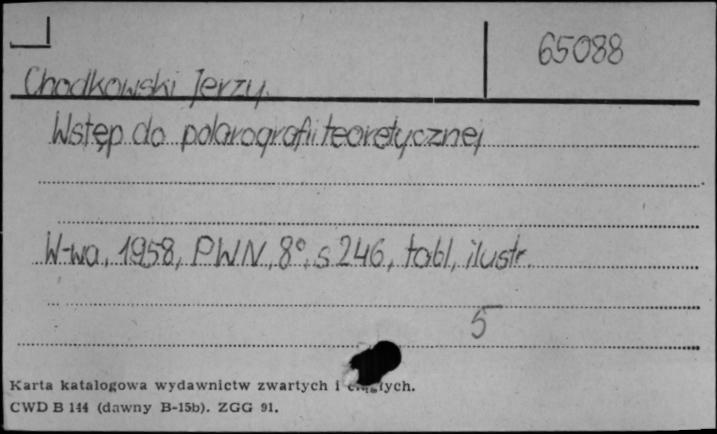 65088
Chodkowski Jerzy.
Wstęp do polarografii teoretycznej
W-wa, 1958, PWN, 8°, s 246, tabl, ilustr.
5
Karta katalogowa wydawnictw zwartych i ciągłych.
CWD B 144 (dawny B-15b). ZGG 91.